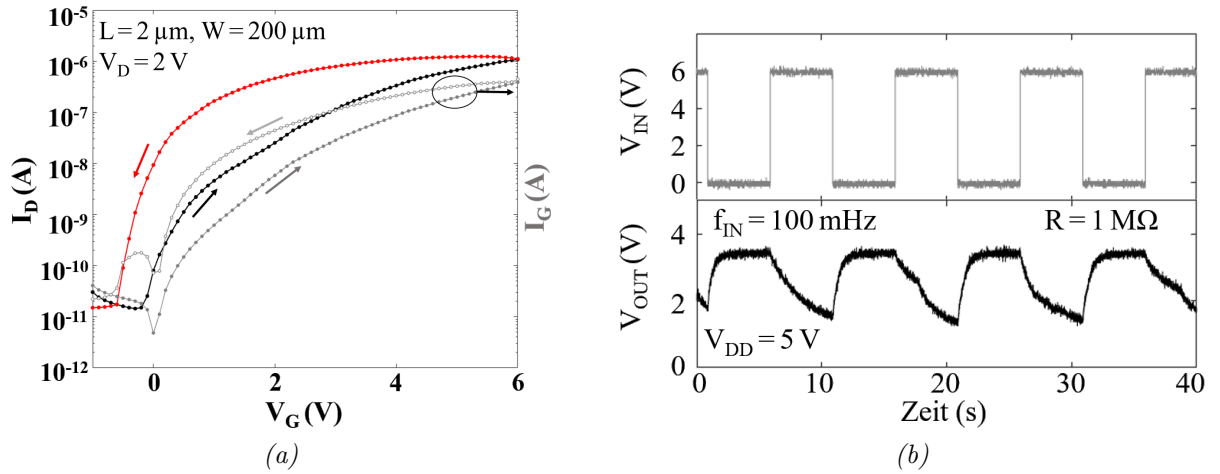 L = 2 µm, W = 200 µm
V_D = 2 V
10^-5
10^-6
10^-7
10^-8
10^-9
10^-10
10^-11
10^-12
I_D (A)
I_G (A)
0
2
4
6
V_G (V)
(a)
V_IN (V)
6
4
2
0
f_IN = 100 mHz
R = 1 MΩ
V_OUT (V)
4
2
0
V_DD = 5 V
0
10
20
30
40
Zeit (s)
(b)